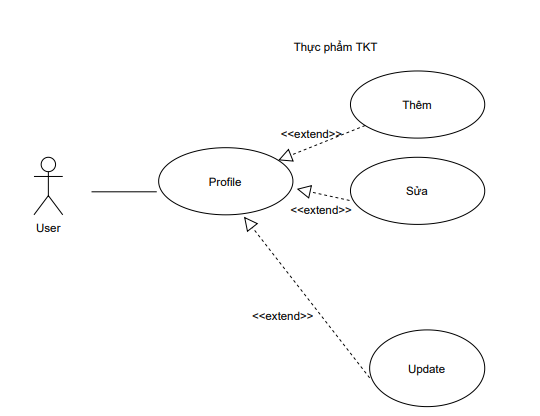 Thực phẩm TKT
Thêm
<<extend>>
Profile
Sửa
<<extend>>
User
<<extend>>
Update